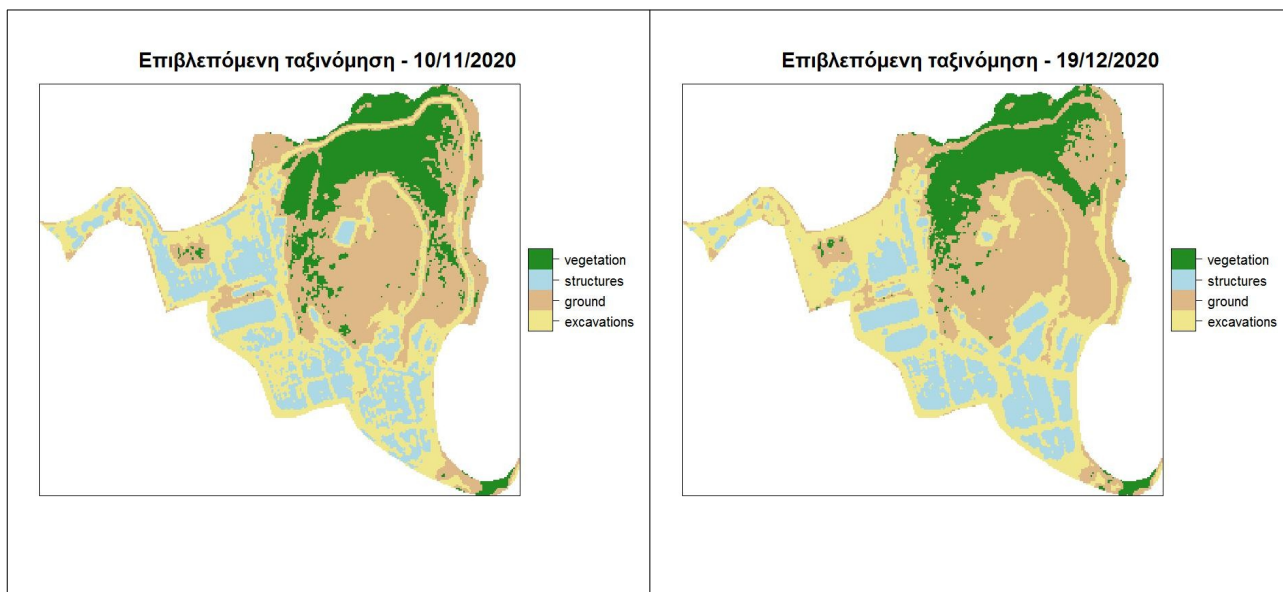 Επιβλεπόμενη ταξινόμηση - 10/11/2020
vegetation
structures
ground
excavations
Επιβλεπόμενη ταξινόμηση - 19/12/2020
vegetation
structures
ground
excavations